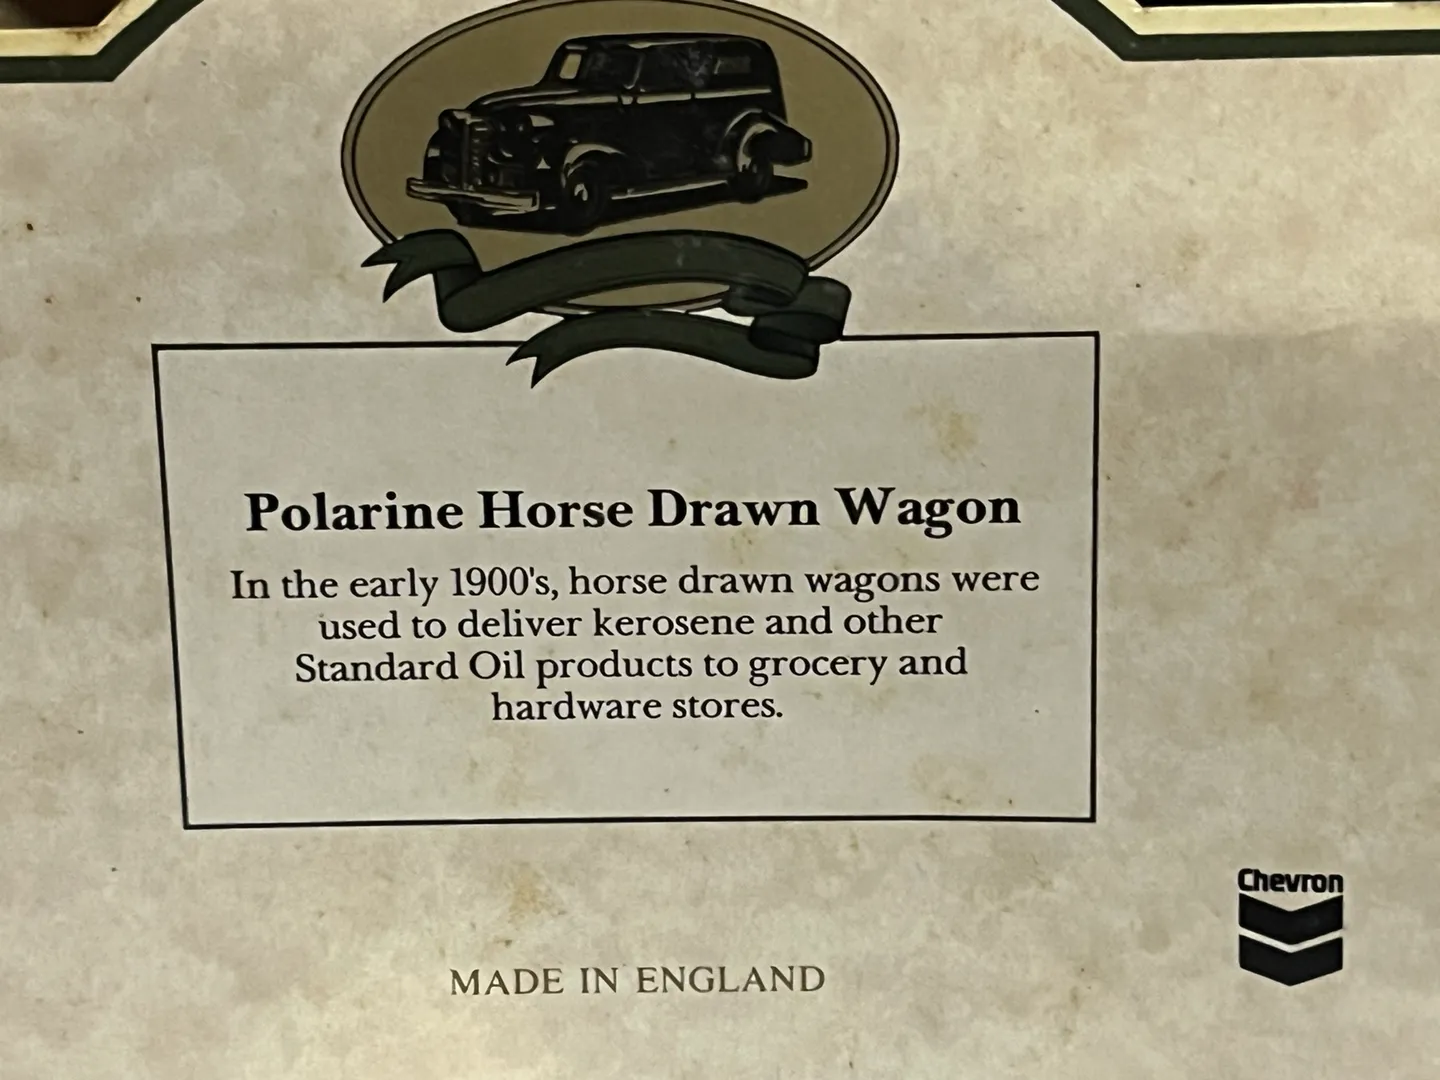 Polarine Horse Drawn Wagon
In the early 1900's, horse drawn wagons were
used to deliver kerosene and other
Standard Oil products to grocery and
hardware stores.
Chevron
MADE IN ENGLAND